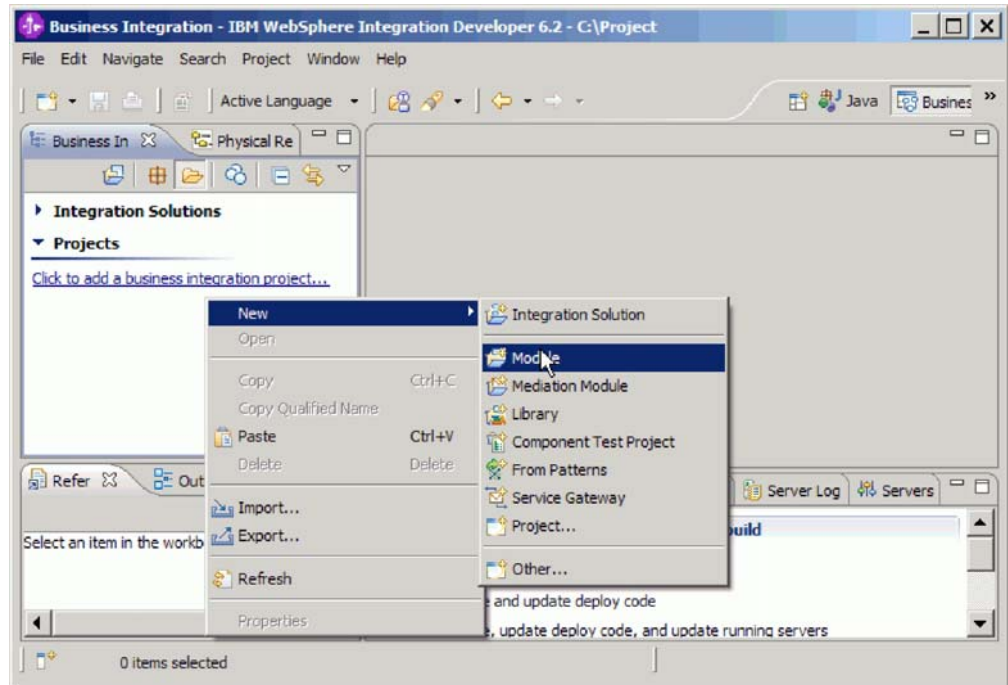 Business Integration - IBM WebSphere Integration Developer 6.2 - C:\Project
File Edit Navigate Search Project Window Help
Active Language
Java Busines »
Business In Physical Re
Integration Solutions
Projects
Click to add a business integration project...
New
Open
Copy Ctrl+C
Copy Qualified Name
Paste Ctrl+V
Delete Delete
Import...
Export...
Refresh
Properties
Integration Solution
Module
Mediation Module
Library
Component Test Project
From Patterns
Service Gateway
Project...
Other...
Refer Out
Server Log Servers
Select an item in the workb
uild
and update deploy code
, update deploy code, and update running servers
0 items selected